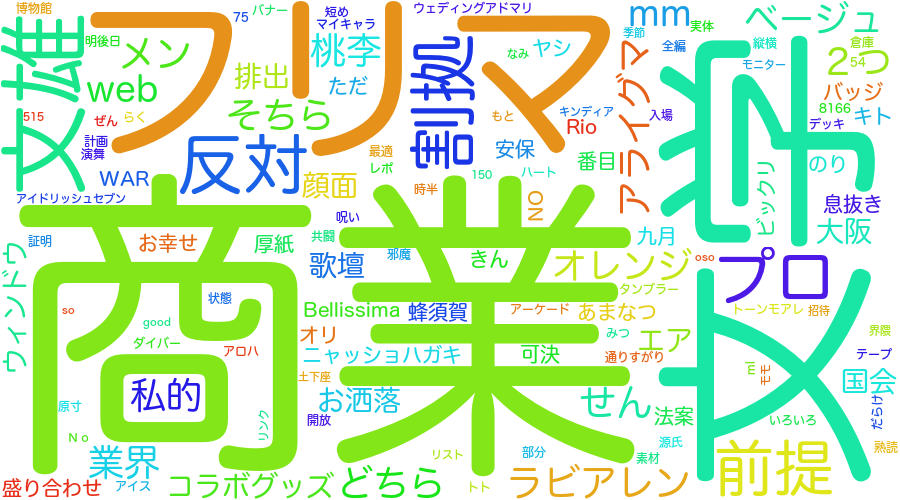 博物館
明後日
文雄
メン
web
75
バナー
短め
マイキャラ
フリマ
桃李
ただ
排出
そちら
515
ぜん
らく
計画
演舞
WAR
反対
顔面
最適
レポ
割拠
ウェディングアドマリ
なみ
ヤシ
mm
実体
全編
季節
アライグマ
ベージュ
縦横
倉庫
2つ
54
モニター
バッジ
8166
キト
デッキ
もと
キンディア
Rio
入場
安保
番目
のり
ビックリ
息抜き
大阪
アイドリッシュセブン
お幸せ
証明
ウィンドウ
厚紙
時半
150
ハート
NO
呪い
共闘
邪魔
きん
歌壇
九月
オレンジ
プロ
oso
商業
学
攵
状態
so
good
ダイバー
アロハ
Bellissima
蜂須賀
アーケード
タンブラー
あまなつ
トーンモアレ
招待
界隈
オリ
ニャッショハガキ
可決
みつ
エア
通りすがり
テープ
私的
土下座
お洒落
せん
ml
モモ
国会
だらけ
原寸
No
リンク
開放
法案
いろいろ
業界
源氏
熟読
盛り合わせ
アイス
コラボグッズ
どちら
リスト
トト
部分
ラビアレン
素材
前提